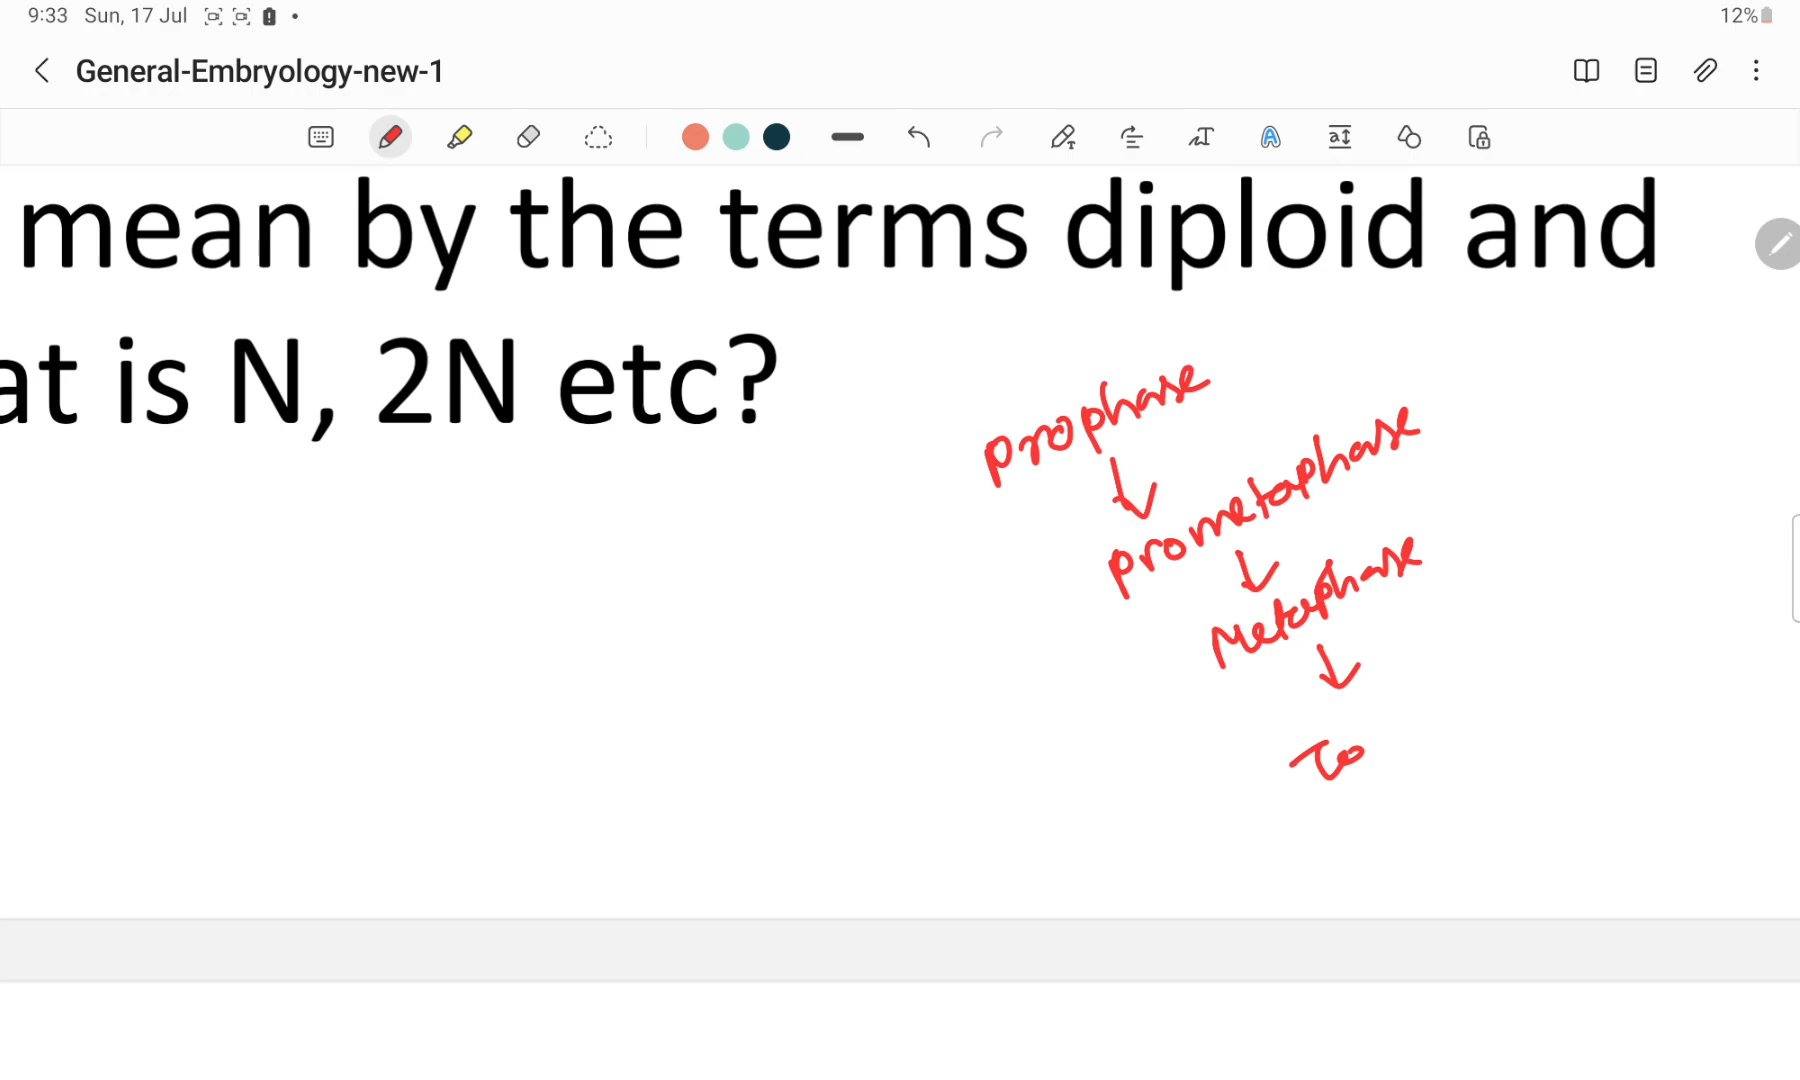 9:33 Sun, 17 Jul
12%
General-Embryology-new-1
mean by the terms diploid and
at is N, 2N etc?
prophase
prometaphase
Metaphase